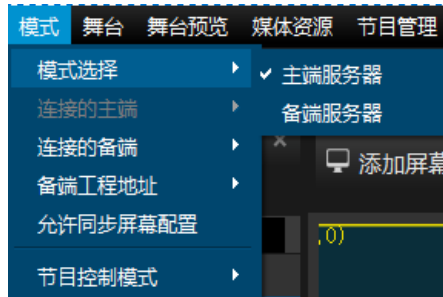 模式 舞台 舞台预览 媒体资源 节目管理
模式选择
✓ 主端服务器
连接的主端
备端服务器
连接的备端
添加屏幕
备端工程地址
允许同步屏幕配置
,0)
节目控制模式